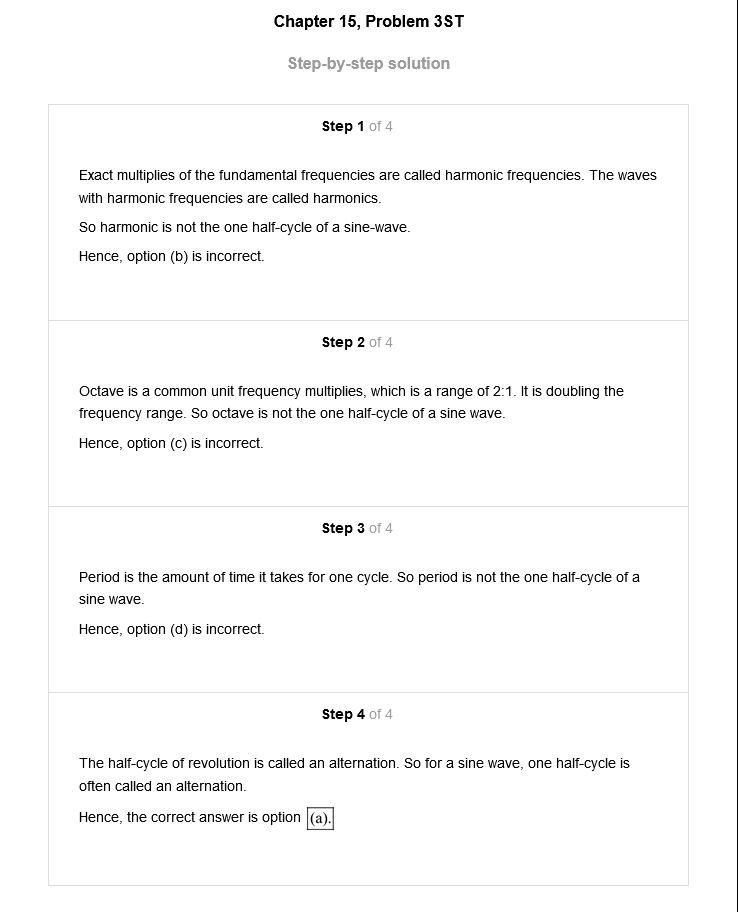 Chapter 15, Problem 3ST
Step-by-step solution
Step 1 of 4
Exact multiplies of the fundamental frequencies are called harmonic frequencies. The waves
with harmonic frequencies are called harmonics.
So harmonic is not the one half-cycle of a sine-wave.
Hence, option (b) is incorrect.
Step 2 of 4
Octave is a common unit frequency multiplies, which is a range of 2:1. It is doubling the
frequency range. So octave is not the one half-cycle of a sine wave.
Hence, option (c) is incorrect.
Step 3 of 4
Period is the amount of time it takes for one cycle. So period is not the one half-cycle of a
sine wave.
Hence, option (d) is incorrect.
Step 4 of 4
The half-cycle of revolution is called an alternation. So for a sine wave, one half-cycle is
often called an alternation.
Hence, the correct answer is option (a).